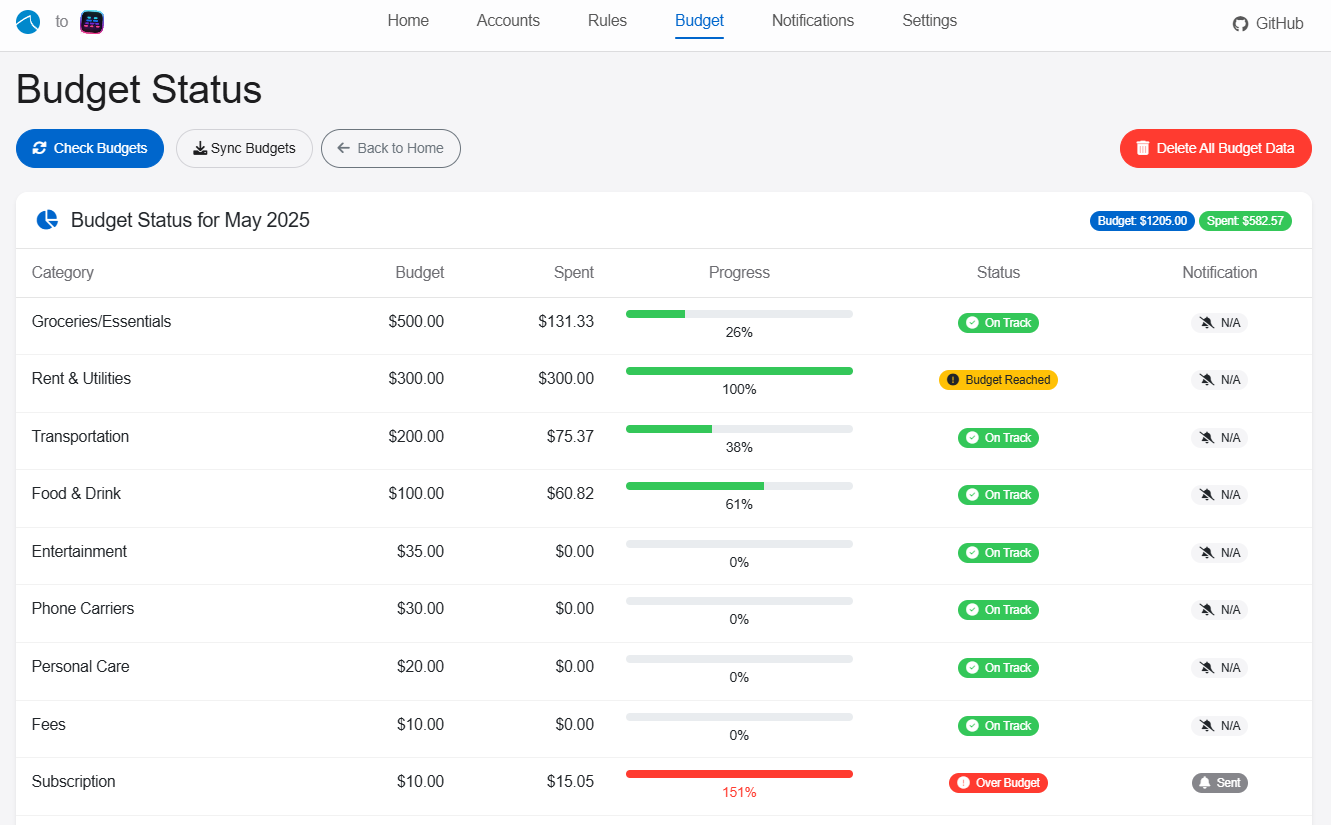 to Home Accounts Rules Budget Notifications Settings GitHub
Budget Status
Check Budgets Sync Budgets Back to Home Delete All Budget Data
Budget Status for May 2025 Budget: $1205.00 Spent: $582.57
Category Budget Spent Progress Status Notification
Groceries/Essentials $500.00 $131.33 26% On Track N/A
Rent & Utilities $300.00 $300.00 100% Budget Reached N/A
Transportation $200.00 $75.37 38% On Track N/A
Food & Drink $100.00 $60.82 61% On Track N/A
Entertainment $35.00 $0.00 0% On Track N/A
Phone Carriers $30.00 $0.00 0% On Track N/A
Personal Care $20.00 $0.00 0% On Track N/A
Fees $10.00 $0.00 0% On Track N/A
Subscription $10.00 $15.05 151% Over Budget Sent